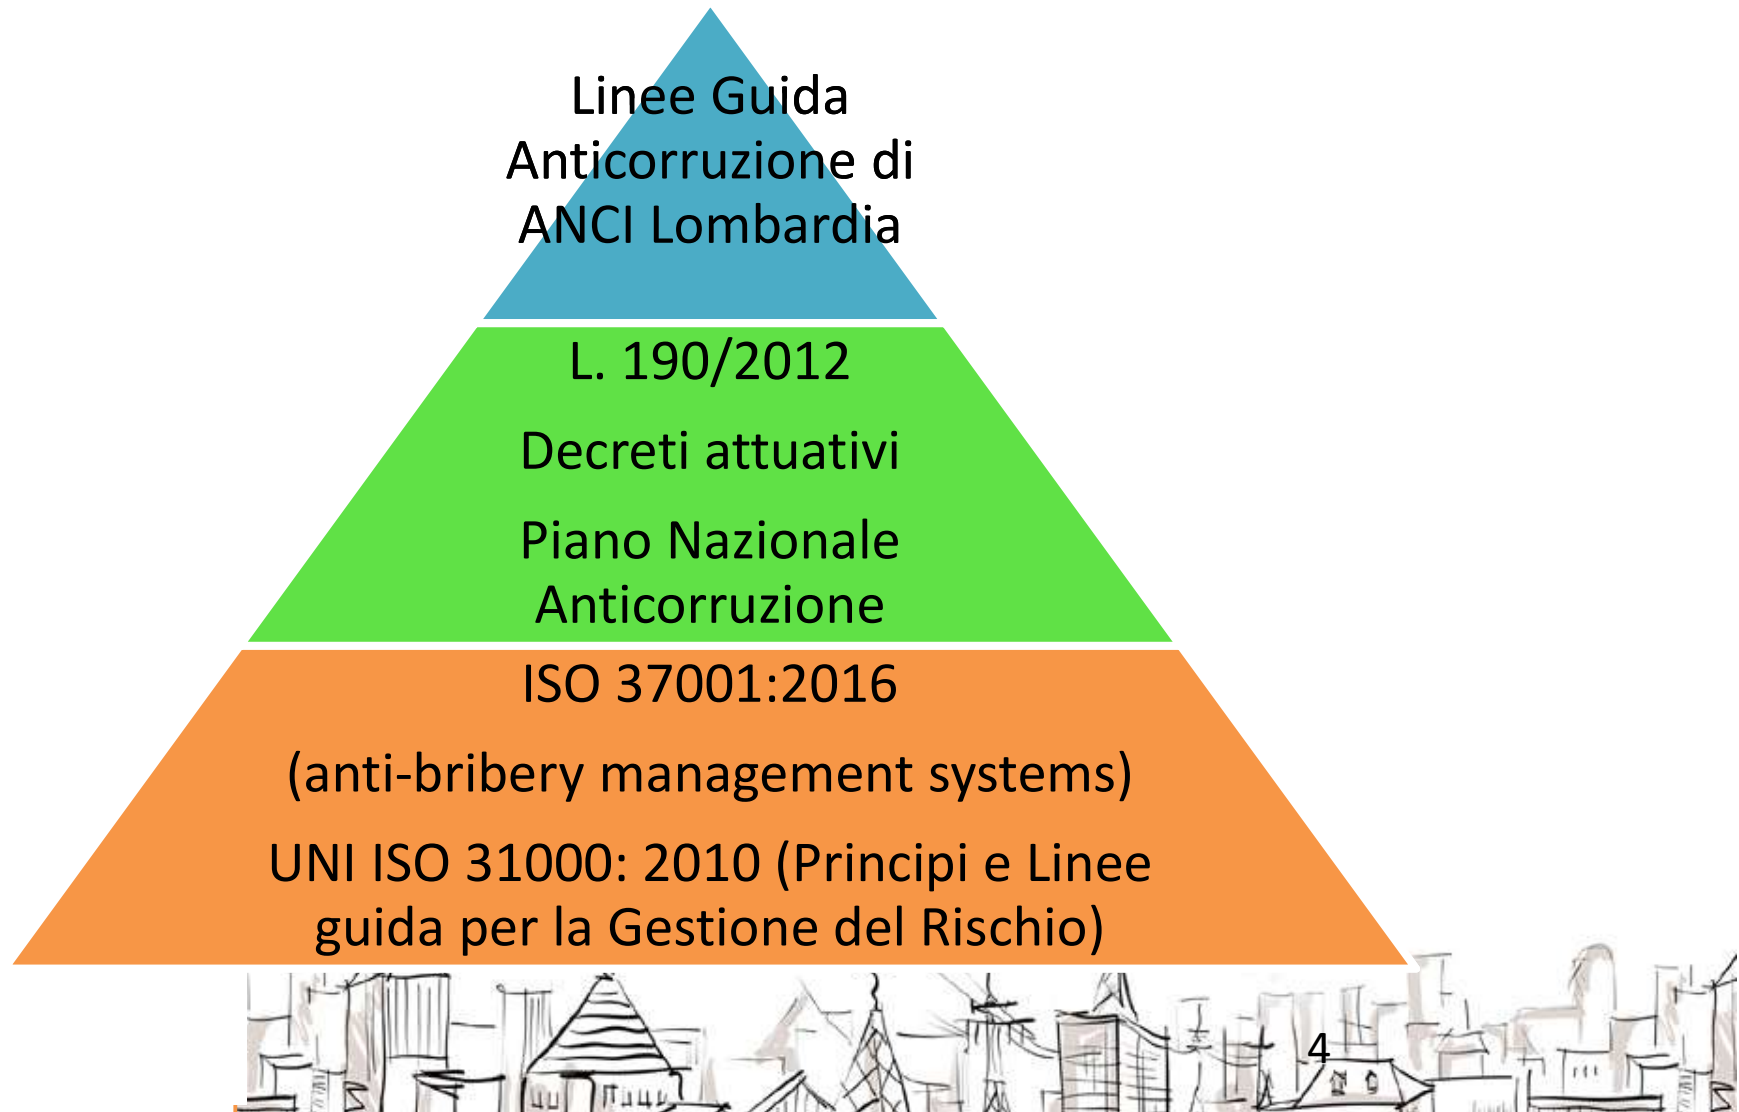 Linee Guida
Anticorruzione di
ANCI Lombardia
L. 190/2012
Decreti attuativi
Piano Nazionale
Anticorruzione
ISO 37001:2016
(anti-bribery management systems)
UNI ISO 31000: 2010 (Principi e Linee
guida per la Gestione del Rischio)
4